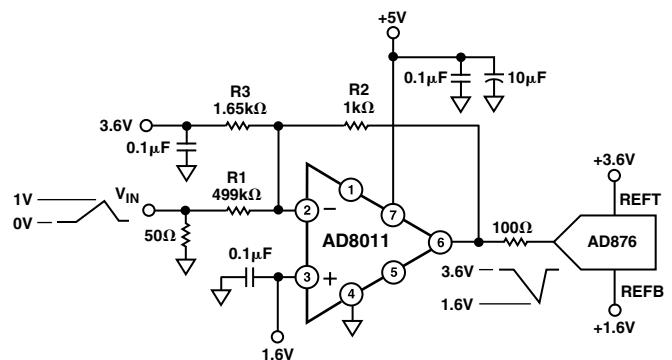 +5V
0.1μF
10μF
R3
1.65kΩ
R2
1kΩ
3.6V
0.1μF
+3.6V
1V
0V
VIN
R1
499kΩ
50Ω
2
−
1
7
AD8011
6
100Ω
REFT
AD876
REFB
+1.6V
0.1μF
3
+
4
5
3.6V
1.6V
1.6V